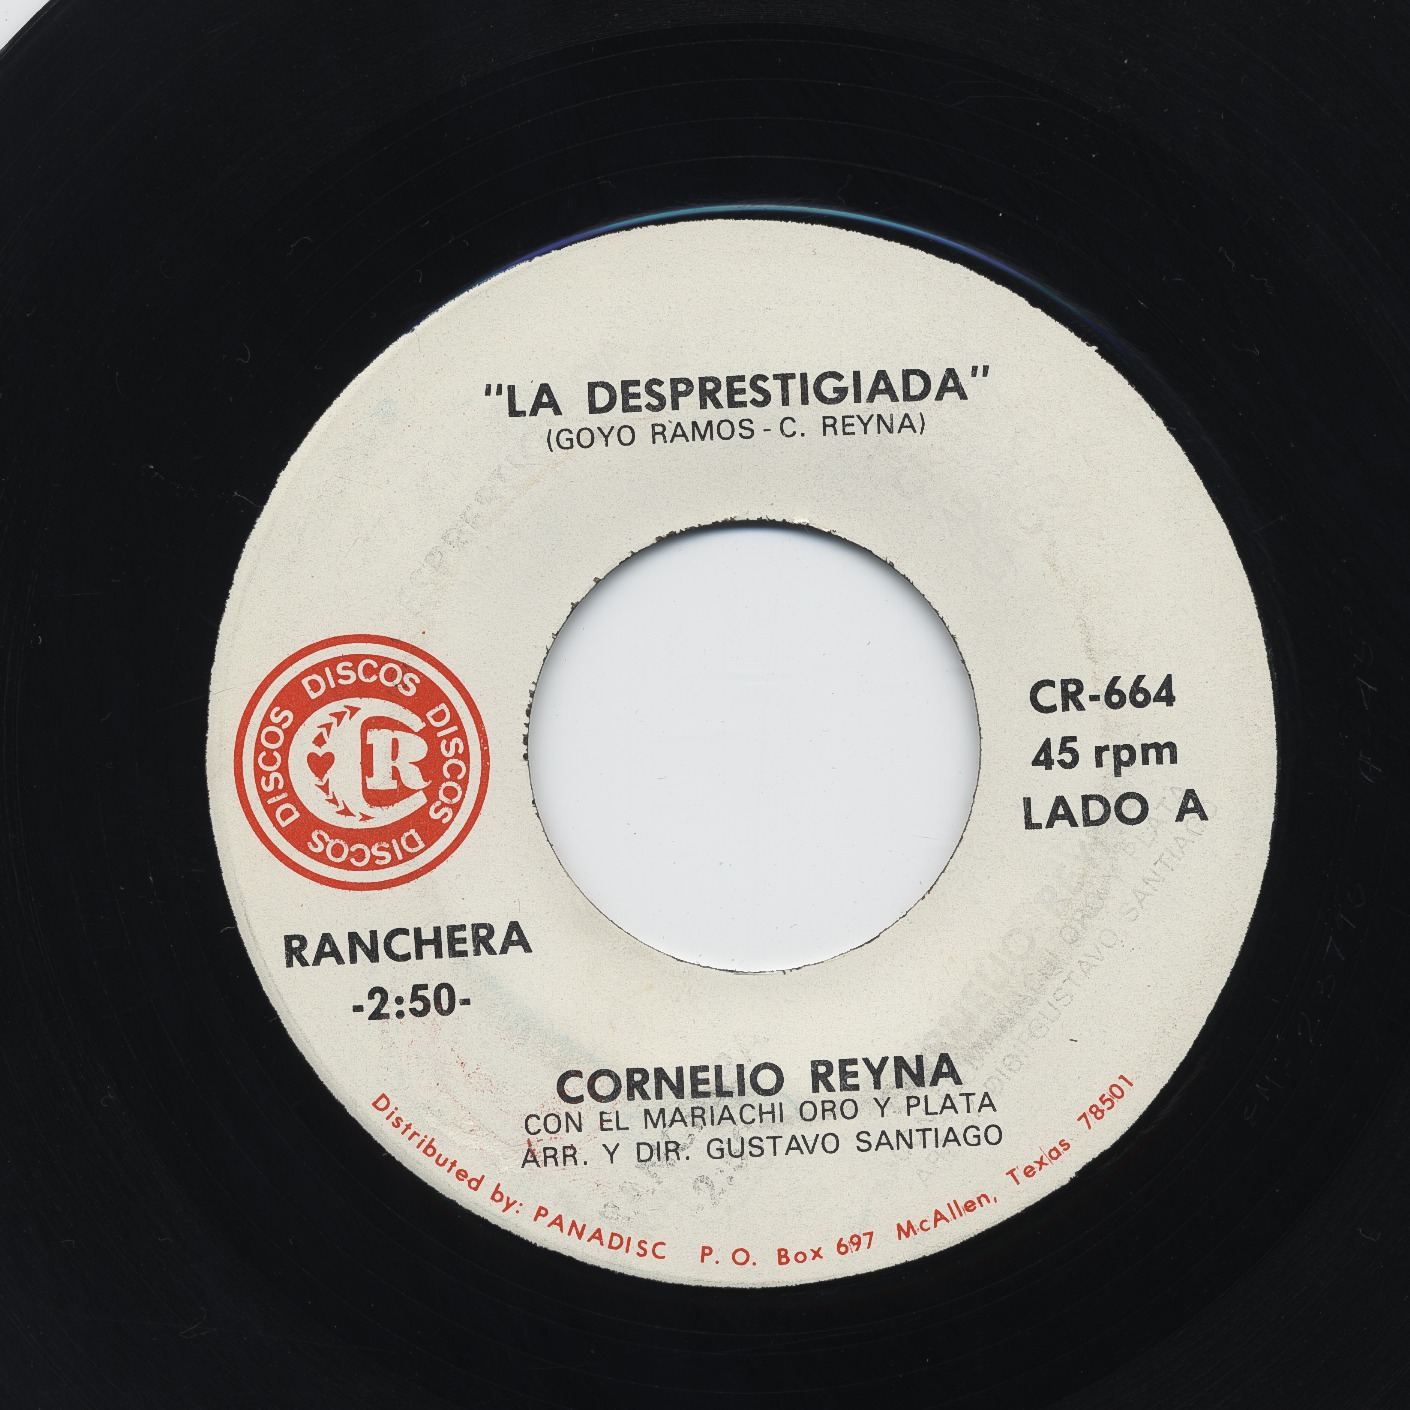 "LA DESPRESTIGIADA"
(GOYO RAMOS - C. REYNA)
DISCOS DISCOS DISCOS DISCOS DISCOS
CR
CR-664
45 rpm
LADO A
RANCHERA
-2:50-
CORNELIO REYNA
CON EL MARIACHI ORO Y PLATA
ARR. Y DIR. GUSTAVO SANTIAGO
Distributed by: PANADISC P. O. Box 697 McAllen, Texas 78501